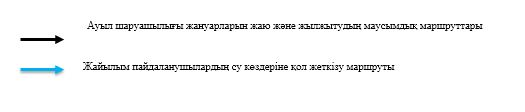 Ауыл шаруашылығы жануарларын жаю және жылжытудың маусымдық маршруттары
Жайылым пайдаланушылардың су көздеріне қол жеткізу маршруты